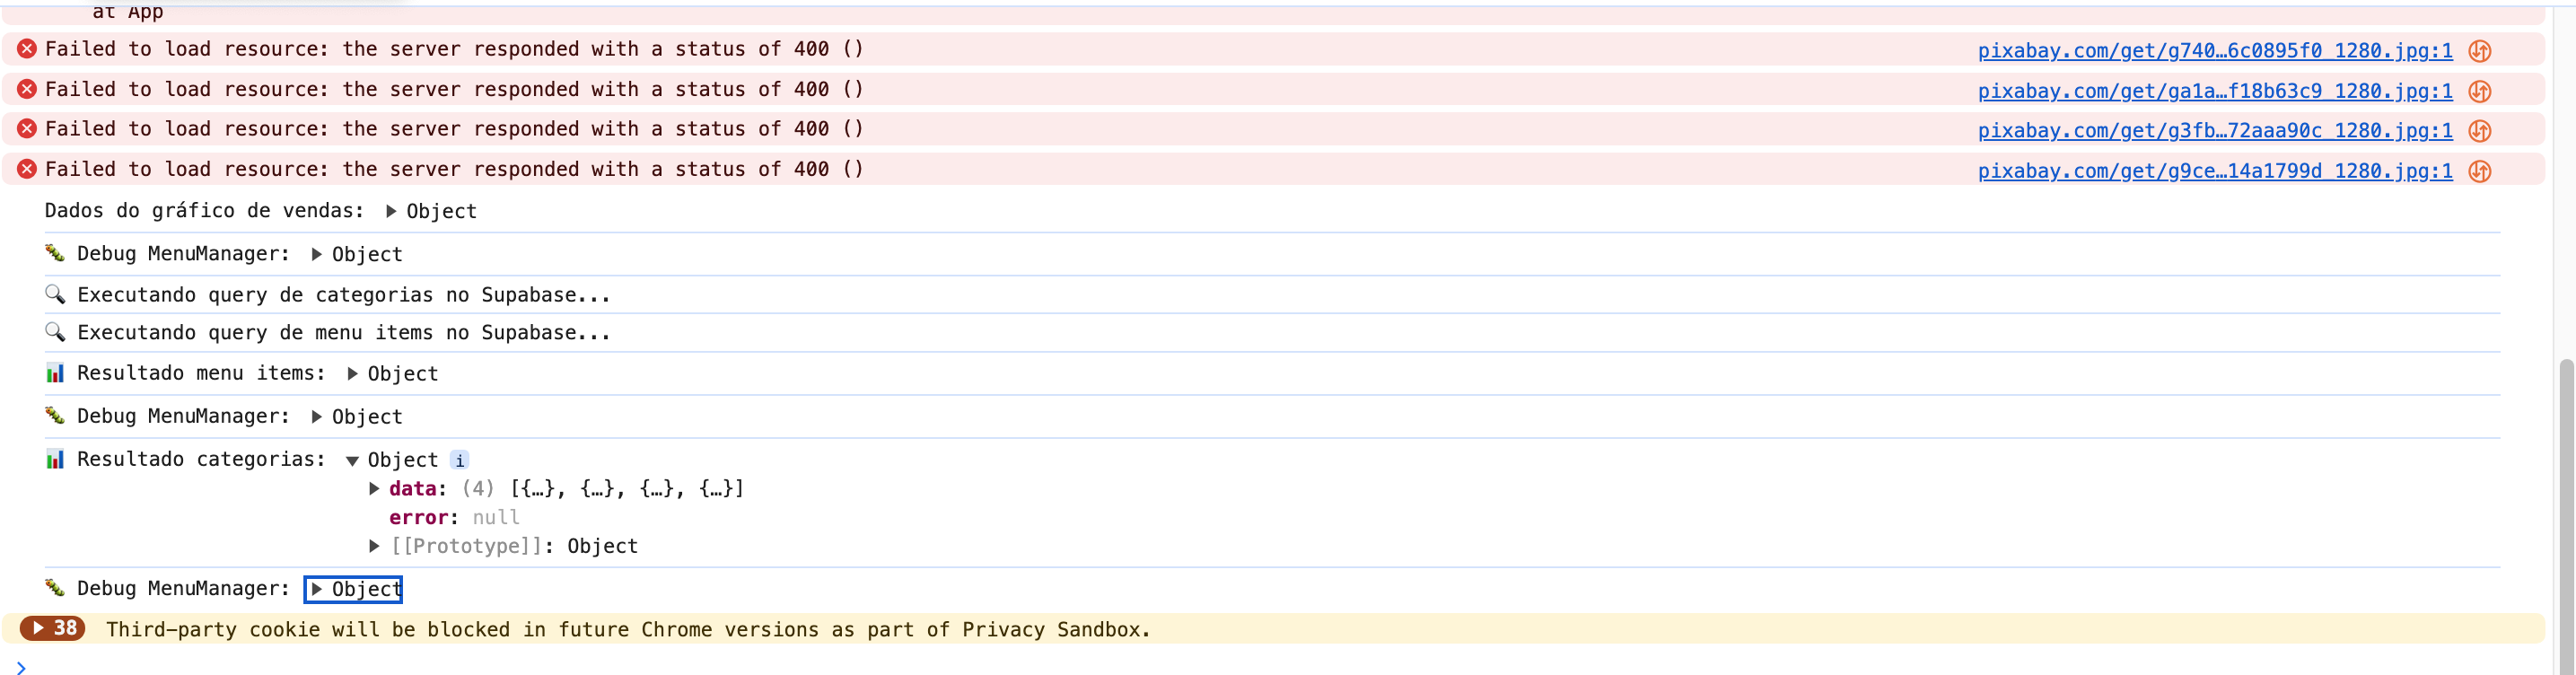 at App
Failed to load resource: the server responded with a status of 400 () pixabay.com/get/g740…6c0895f0_1280.jpg:1
Failed to load resource: the server responded with a status of 400 () pixabay.com/get/ga1a…f18b63c9_1280.jpg:1
Failed to load resource: the server responded with a status of 400 () pixabay.com/get/g3fb…72aaa90c_1280.jpg:1
Failed to load resource: the server responded with a status of 400 () pixabay.com/get/g9ce…14a1799d_1280.jpg:1
Dados do gráfico de vendas: ▶ Object
🐛 Debug MenuManager: ▶ Object
🔍 Executando query de categorias no Supabase...
🔍 Executando query de menu items no Supabase...
📊 Resultado menu items: ▶ Object
🐛 Debug MenuManager: ▶ Object
📊 Resultado categorias: ▼ Object i
▶ data: (4) [{…}, {…}, {…}, {…}]
error: null
▶ [[Prototype]]: Object
🐛 Debug MenuManager: ▶ Object
▶ 38 Third-party cookie will be blocked in future Chrome versions as part of Privacy Sandbox.